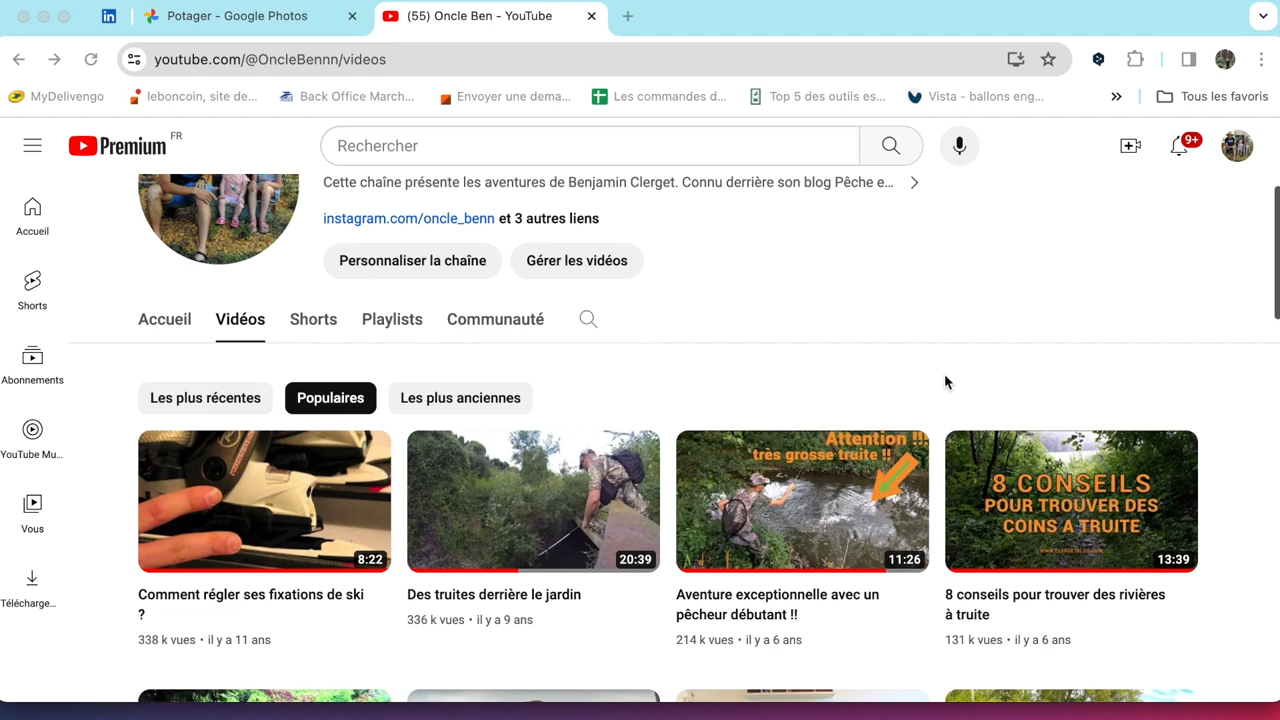 Potager - Google Photos
(55) Oncle Ben - YouTube
youtube.com/@OncleBennn/videos
MyDelivengo
leboncoin, site de...
Back Office March...
Envoyer une dema...
Les commandes d...
Top 5 des outils es...
Vista - ballons eng...
Tous les favoris
Premium FR
Rechercher
9+
Cette chaîne présente les aventures de Benjamin Clerget. Connu derrière son blog Pêche e...
instagram.com/oncle_benn et 3 autres liens
Personnaliser la chaîne
Gérer les vidéos
Accueil
Shorts
Abonnements
YouTube Mu...
Vous
Télécharge...
Accueil
Vidéos
Shorts
Playlists
Communauté
Les plus récentes
Populaires
Les plus anciennes
8:22
Comment régler ses fixations de ski
?
338 k vues • il y a 11 ans
20:39
Des truites derrière le jardin
336 k vues • il y a 9 ans
Attention !!
très grosse truite !!
11:26
Aventure exceptionnelle avec un
pêcheur débutant !!
214 k vues • il y a 6 ans
8 CONSEILS
POUR TROUVER DES
COINS A TRUITE
13:39
8 conseils pour trouver des rivières
à truite
131 k vues • il y a 6 ans